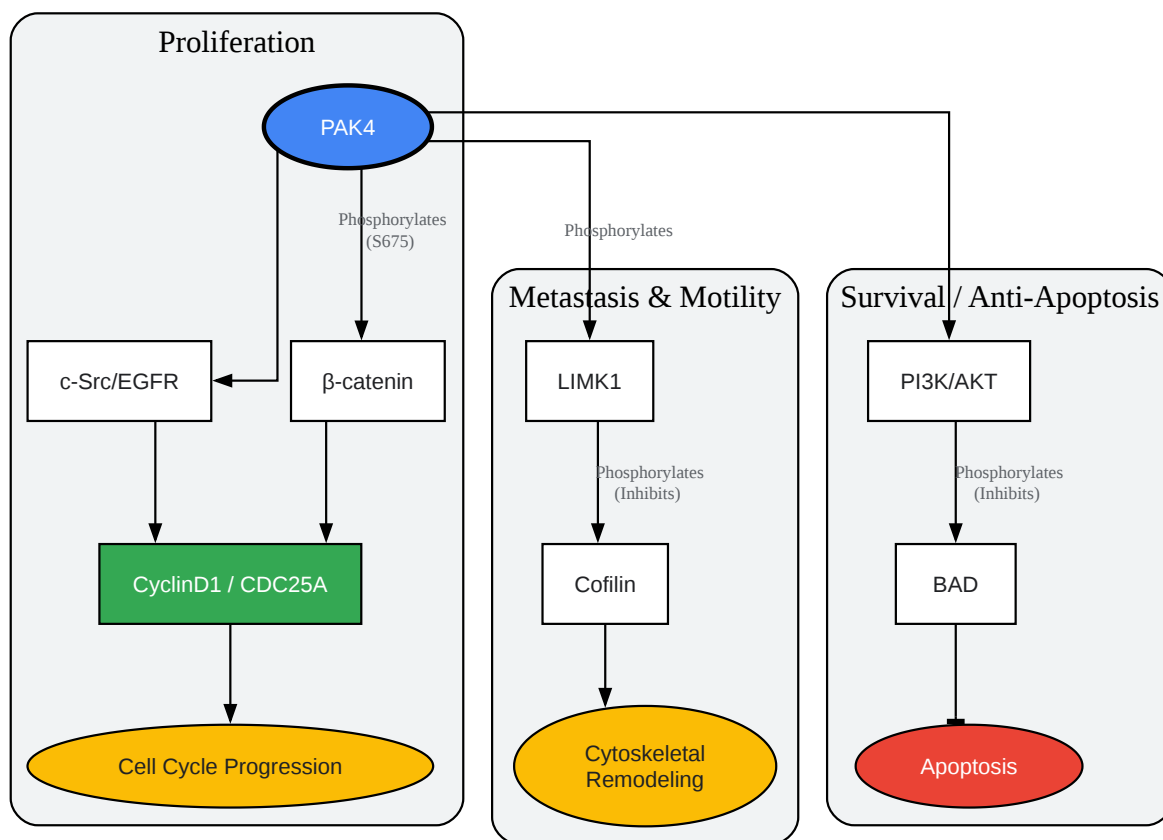 Proliferation
PAK4
Phosphorylates
(S675)
Phosphorylates
Metastasis & Motility
Survival / Anti-Apoptosis
c-Src/EGFR
β-catenin
LIMK1
PI3K/AKT
Phosphorylates
(Inhibits)
Phosphorylates
(Inhibits)
CyclinD1 / CDC25A
Cofilin
BAD
Cell Cycle Progression
Cytoskeletal
Remodeling
Apoptosis